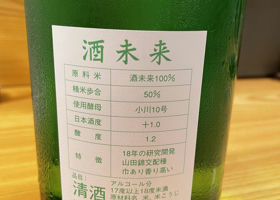 酒未来
原料米 酒未来100%
精米歩合 50%
使用酵母 小川10号
日本酒度 +1.0
酸度 1.2
特徴 18年の研究開発
山田錦交配種
巾あり香り高い
品目 清酒
アルコール分
17度以上18度未満
原材料名 米、米こうじ